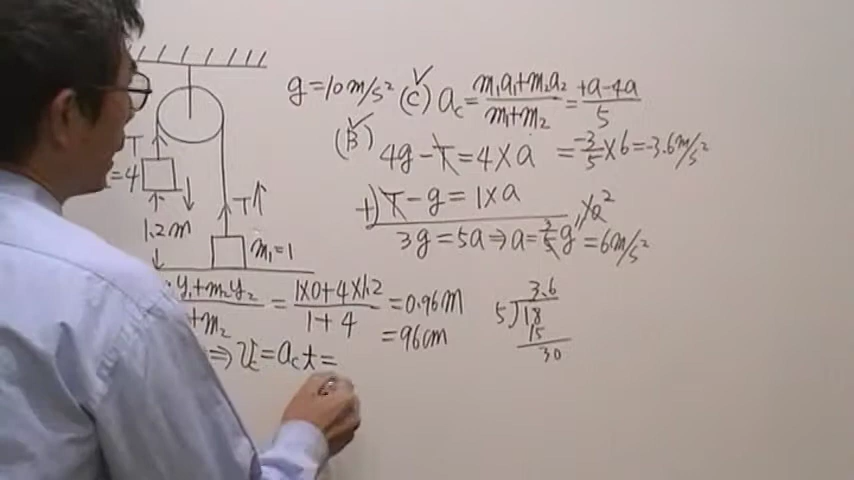 g=10m/s² (C) a_c = (m₁a₁+m₂a₂)/(m₁+m₂) = (+a-4a)/5
(B) 4g-T=4×a = -3/5×6=-3.6m/s²
+) T-g=1×a
3g=5a⇒a=3/5g =6m/s²
T
=4
1.2m
T
m₁=1
(y₁+m₂y₂)/(+m₂) = (1×0+4×1.2)/(1+4) =0.96m
=96cm
⇒ v_c=a_c t=
3.6
5)18
15
30